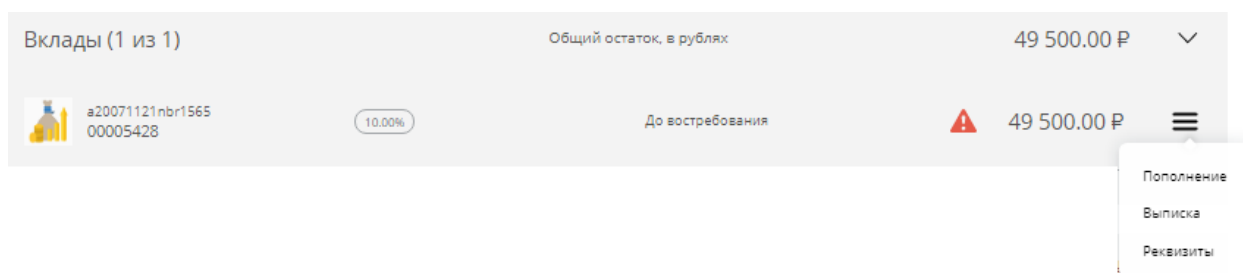 Вклады (1 из 1) Общий остаток, в рублях 49 500.00 ₽
a20071121nbr1565
00005428 10.00% До востребования 49 500.00 ₽
Пополнение
Выписка
Реквизиты